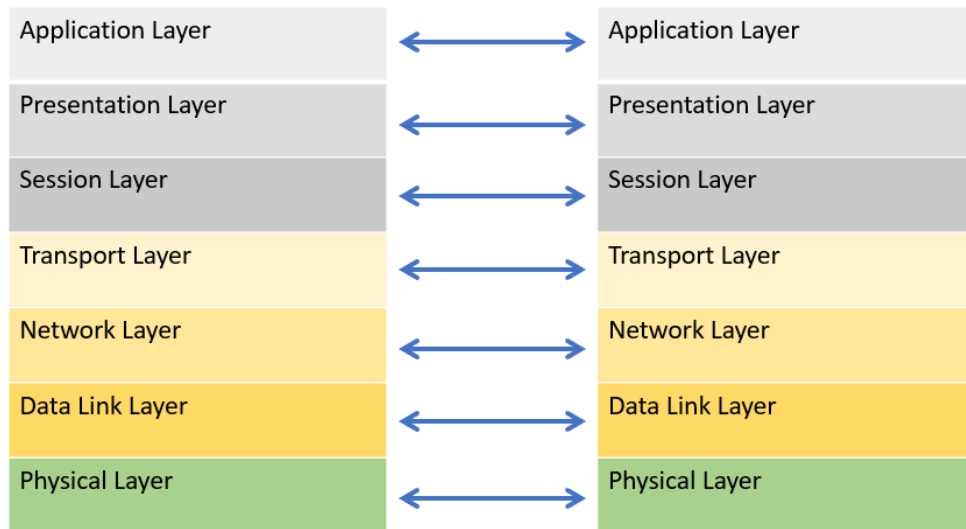 Application Layer
Application Layer
Presentation Layer
Presentation Layer
Session Layer
Session Layer
Transport Layer
Transport Layer
Network Layer
Network Layer
Data Link Layer
Data Link Layer
Physical Layer
Physical Layer